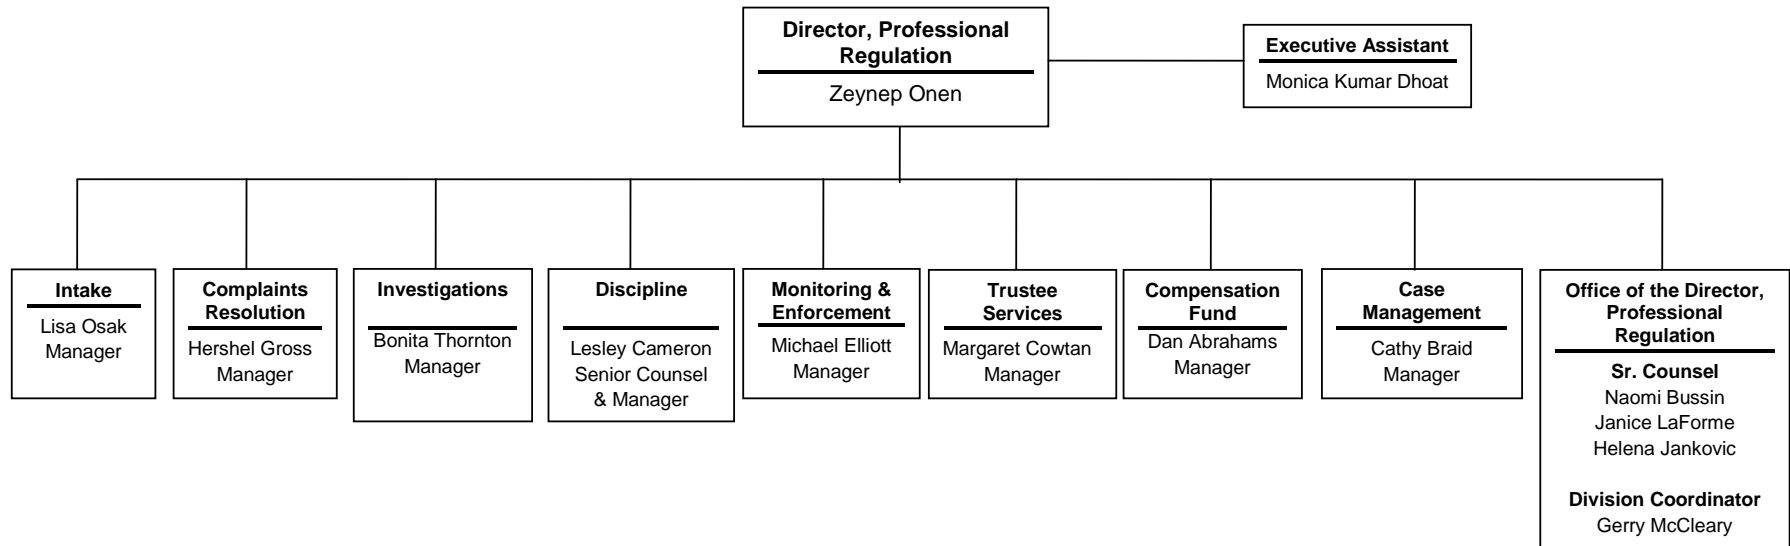 Director, Professional
Regulation
Zeynep Onen
Executive Assistant
Monica Kumar Dhoat
Intake
Lisa Osak
Manager
Complaints
Resolution
Hershel Gross
Manager
Investigations
Bonita Thornton
Manager
Discipline
Lesley Cameron
Senior Counsel
& Manager
Monitoring &
Enforcement
Michael Elliott
Manager
Trustee
Services
Margaret Cowtan
Manager
Compensation
Fund
Dan Abrahams
Manager
Case
Management
Cathy Braid
Manager
Office of the Director,
Professional
Regulation
Sr. Counsel
Naomi Bussin
Janice LaForme
Helena Jankovic
Division Coordinator
Gerry McCleary